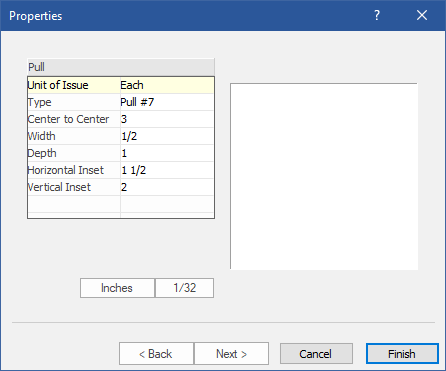 Properties ?
Pull
Unit of Issue Each
Type Pull #7
Center to Center 3
Width 1/2
Depth 1
Horizontal Inset 1 1/2
Vertical Inset 2
Inches 1/32
< Back Next > Cancel Finish